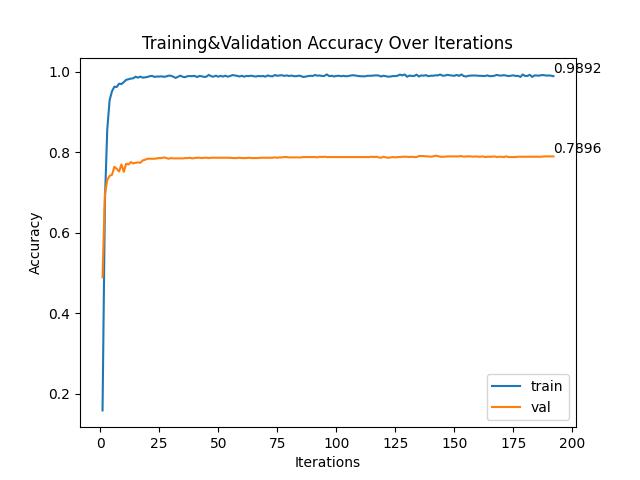 Training&Validation Accuracy Over Iterations
Accuracy
1.0
0.8
0.6
0.4
0.2
0.9892
0.7896
train
val
0 25 50 75 100 125 150 175 200
Iterations